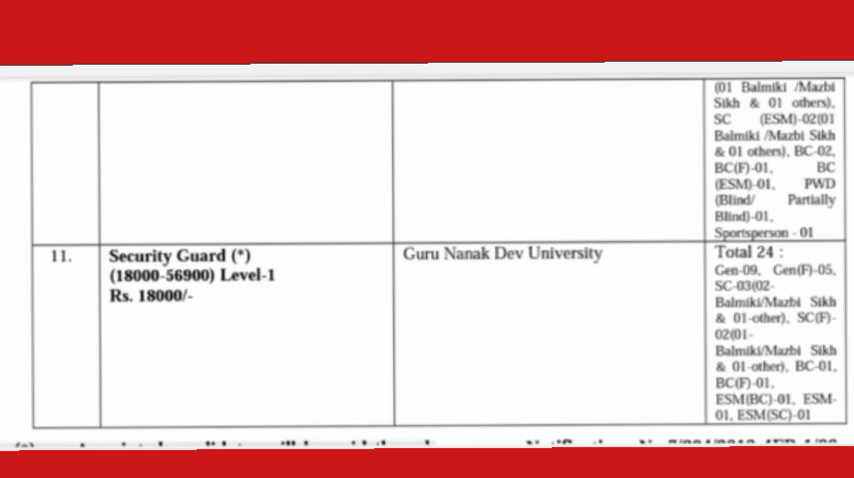 (01 Balmiki /Mazbi
Sikh & 01 others),
SC (ESM)-02(01
Balmiki /Mazbi Sikh
& 01 others), BC-02,
BC(F)-01, BC
(ESM)-01, PWD
(Blind/ Partially
Blind)-01,
Sportsperson - 01
11.
Security Guard (*)
(18000-56900) Level-1
Rs. 18000/-
Guru Nanak Dev University
Total 24 :
Gen-09, Gen(F)-05,
SC-03(02-
Balmiki/Mazbi Sikh
& 01-other), SC(F)-
02(01-
Balmiki/Mazbi Sikh
& 01-other), BC-01,
BC(F)-01,
ESM(BC)-01, ESM-
01, ESM(SC)-01